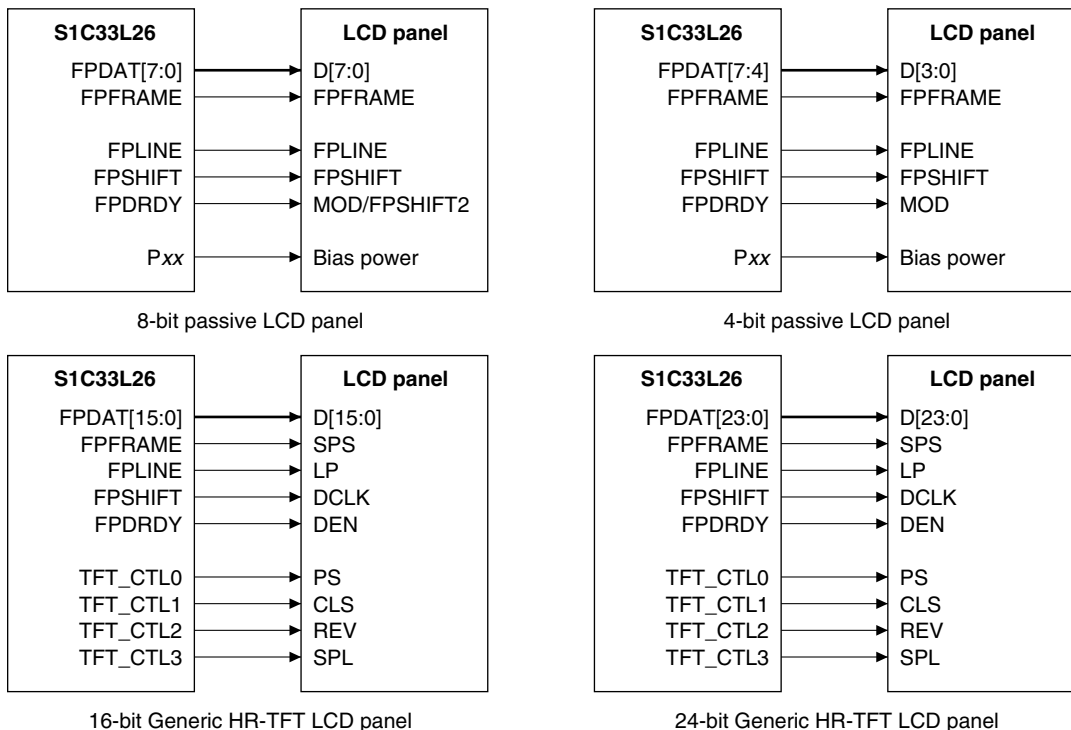 S1C33L26 LCD panel
FPDAT[7:0] D[7:0]
FPFRAME FPFRAME
FPLINE FPLINE
FPSHIFT FPSHIFT
FPDRDY MOD/FPSHIFT2
Pxx Bias power
8-bit passive LCD panel
S1C33L26 LCD panel
FPDAT[7:4] D[3:0]
FPFRAME FPFRAME
FPLINE FPLINE
FPSHIFT FPSHIFT
FPDRDY MOD
Pxx Bias power
4-bit passive LCD panel
S1C33L26 LCD panel
FPDAT[15:0] D[15:0]
FPFRAME SPS
FPLINE LP
FPSHIFT DCLK
FPDRDY DEN
TFT_CTL0 PS
TFT_CTL1 CLS
TFT_CTL2 REV
TFT_CTL3 SPL
16-bit Generic HR-TFT LCD panel
S1C33L26 LCD panel
FPDAT[23:0] D[23:0]
FPFRAME SPS
FPLINE LP
FPSHIFT DCLK
FPDRDY DEN
TFT_CTL0 PS
TFT_CTL1 CLS
TFT_CTL2 REV
TFT_CTL3 SPL
24-bit Generic HR-TFT LCD panel